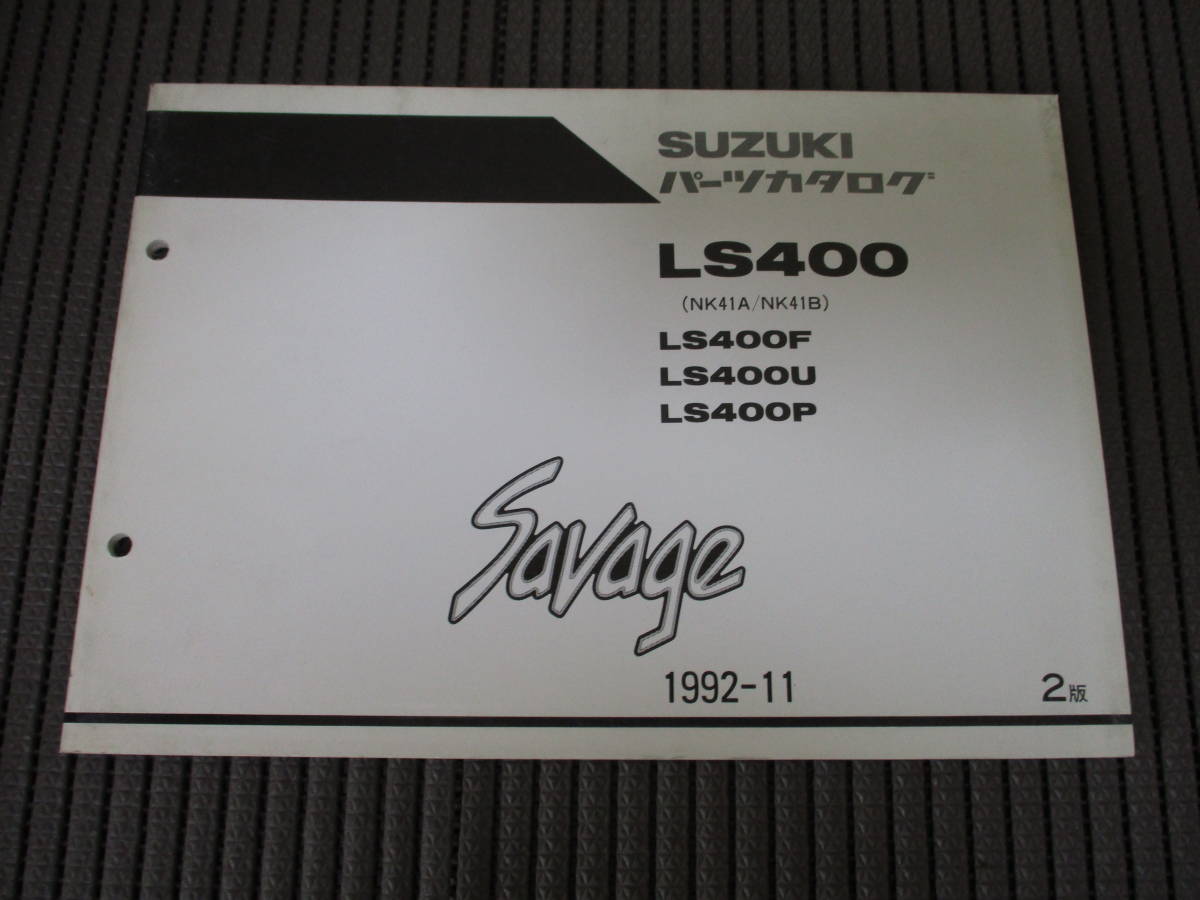 SUZUKI
パーツカタログ
LS400
(NK41A/NK41B)
LS400F
LS400U
LS400P
Savage
1992-11
2版